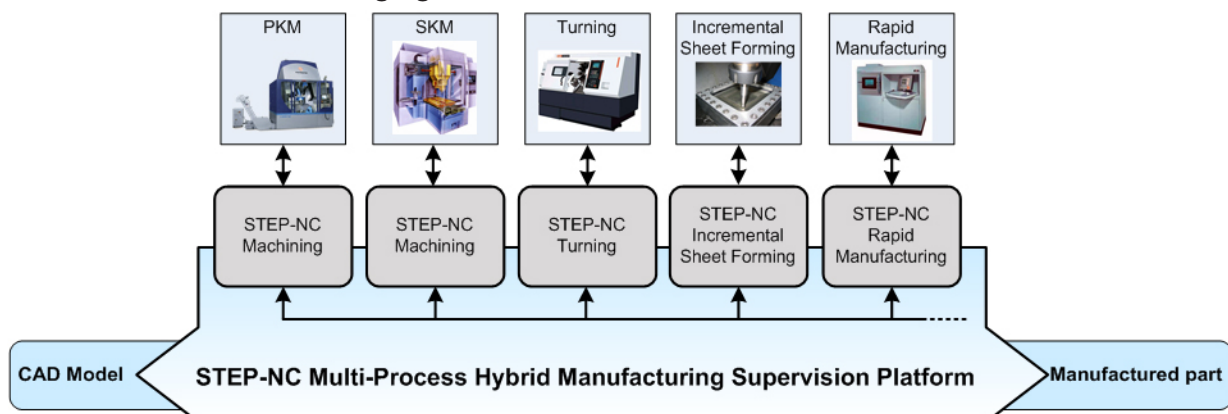 PKM
SKM
Turning
Incremental
Sheet Forming
Rapid
Manufacturing
STEP-NC
Machining
STEP-NC
Machining
STEP-NC
Turning
STEP-NC
Incremental
Sheet Forming
STEP-NC
Rapid
Manufacturing
CAD Model
STEP-NC Multi-Process Hybrid Manufacturing Supervision Platform
Manufactured part